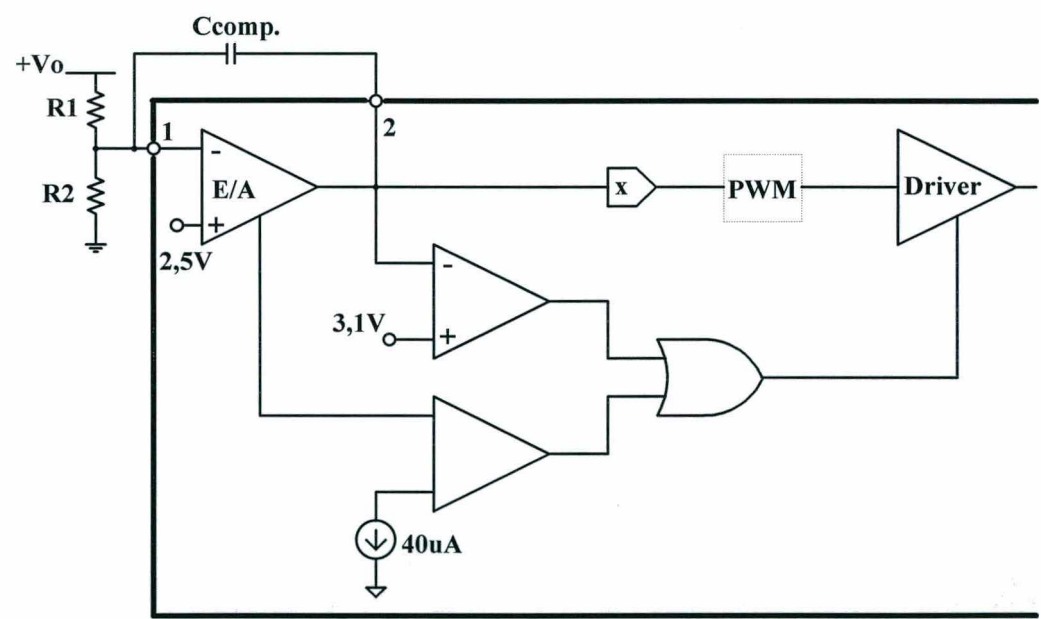 Ccomp.
+Vo
R1
1
2
-
E/A
R2
+
2,5V
x
PWM
Driver
-
3,1V
+
40uA